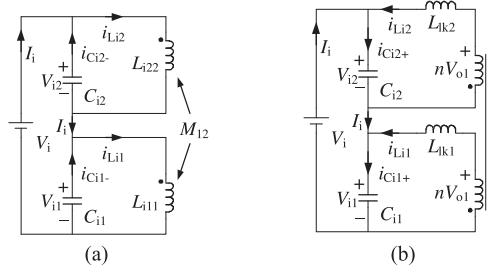 I_i
i_Li2
i_Ci2-
L_i22
+
V_i2
−
C_i2
I_i
V_i
i_Li1
M_12
i_Ci1-
+
V_i1
−
C_i1
L_i11
(a)
I_i
i_Li2
L_lk2
i_Ci2+
+
nV_o1
+
V_i2
−
C_i2
I_i
V_i
i_Li1
L_lk1
i_Ci1+
+
nV_o1
+
V_i1
−
C_i1
(b)